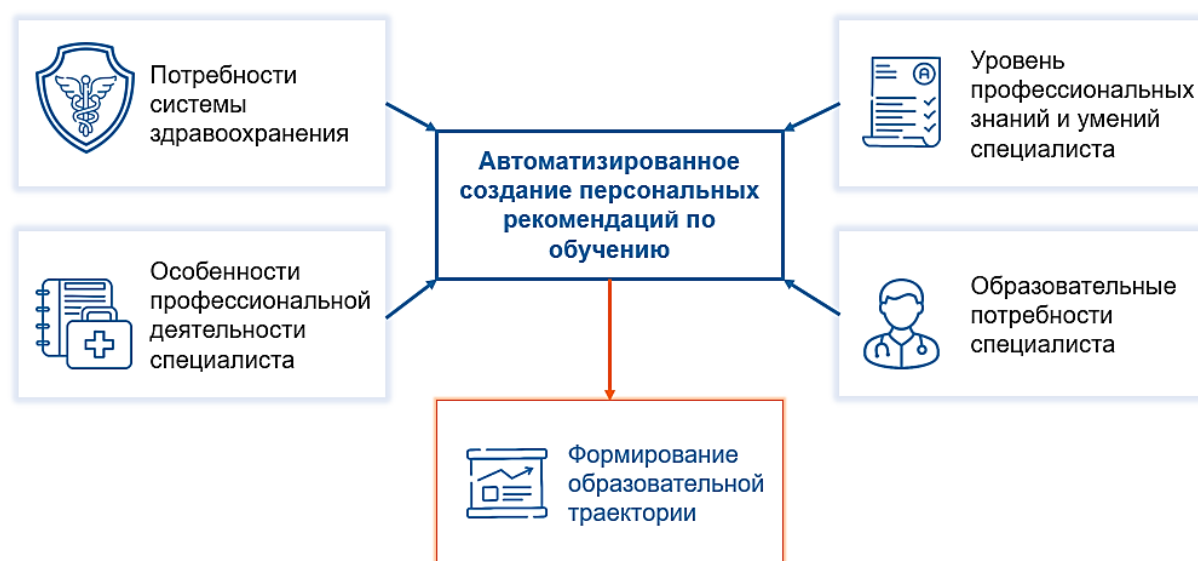 Потребности
системы
здравоохранения
Уровень
профессиональных
знаний и умений
специалиста
Автоматизированное
создание персональных
рекомендаций по
обучению
Особенности
профессиональной
деятельности
специалиста
Образовательные
потребности
специалиста
Формирование
образовательной
траектории